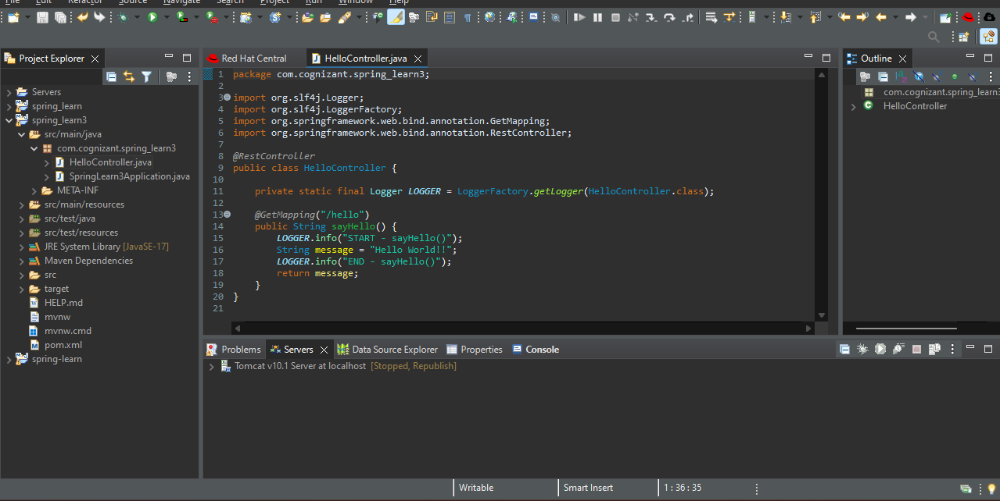 File Edit Refactor Source Navigate Search Project Run Window Help
Project Explorer
Servers
spring_learn
spring_learn3
src/main/java
com.cognizant.spring_learn3
HelloController.java
SpringLearn3Application.java
META-INF
src/main/resources
src/test/java
src/test/resources
JRE System Library [JavaSE-17]
Maven Dependencies
src
target
HELP.md
mvnw
mvnw.cmd
pom.xml
spring-learn
Red Hat Central HelloController.java
1 package com.cognizant.spring_learn3;
2
3 import org.slf4j.Logger;
4 import org.slf4j.LoggerFactory;
5 import org.springframework.web.bind.annotation.GetMapping;
6 import org.springframework.web.bind.annotation.RestController;
7
8 @RestController
9 public class HelloController {
10
11 private static final Logger LOGGER = LoggerFactory.getLogger(HelloController.class);
12
13 @GetMapping("/hello")
14 public String sayHello() {
15 LOGGER.info("START - sayHello()");
16 String message = "Hello World!!";
17 LOGGER.info("END - sayHello()");
18 return message;
19 }
20 }
21
Outline
com.cognizant.spring_learn3
HelloController
Problems Servers Data Source Explorer Properties Console
Tomcat v10.1 Server at localhost [Stopped, Republish]
Writable Smart Insert 1 : 36 : 35